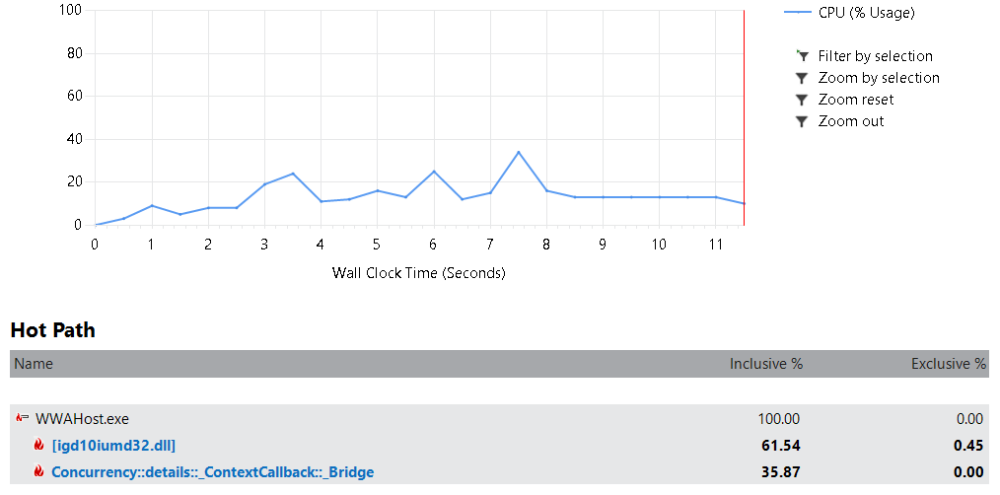 100
80
60
40
20
0
0 1 2 3 4 5 6 7 8 9 10 11
Wall Clock Time (Seconds)
CPU (% Usage)
Filter by selection
Zoom by selection
Zoom reset
Zoom out
Hot Path
Name Inclusive % Exclusive %
WWAHost.exe 100.00 0.00
[igd10iumd32.dll] 61.54 0.45
Concurrency::details::_ContextCallback::_Bridge 35.87 0.00